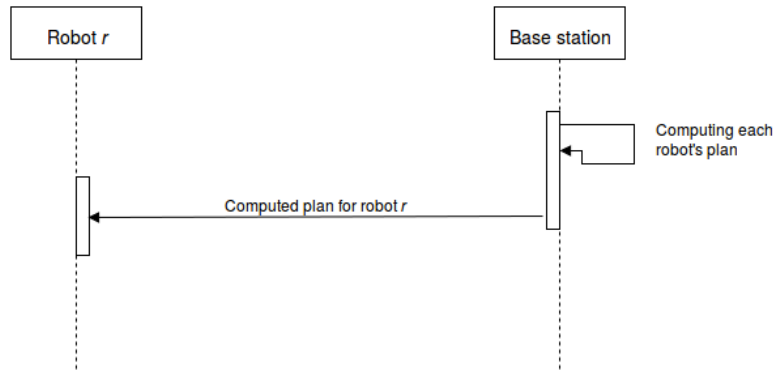 Robot r
Base station
Computing each
robot's plan
Computed plan for robot r